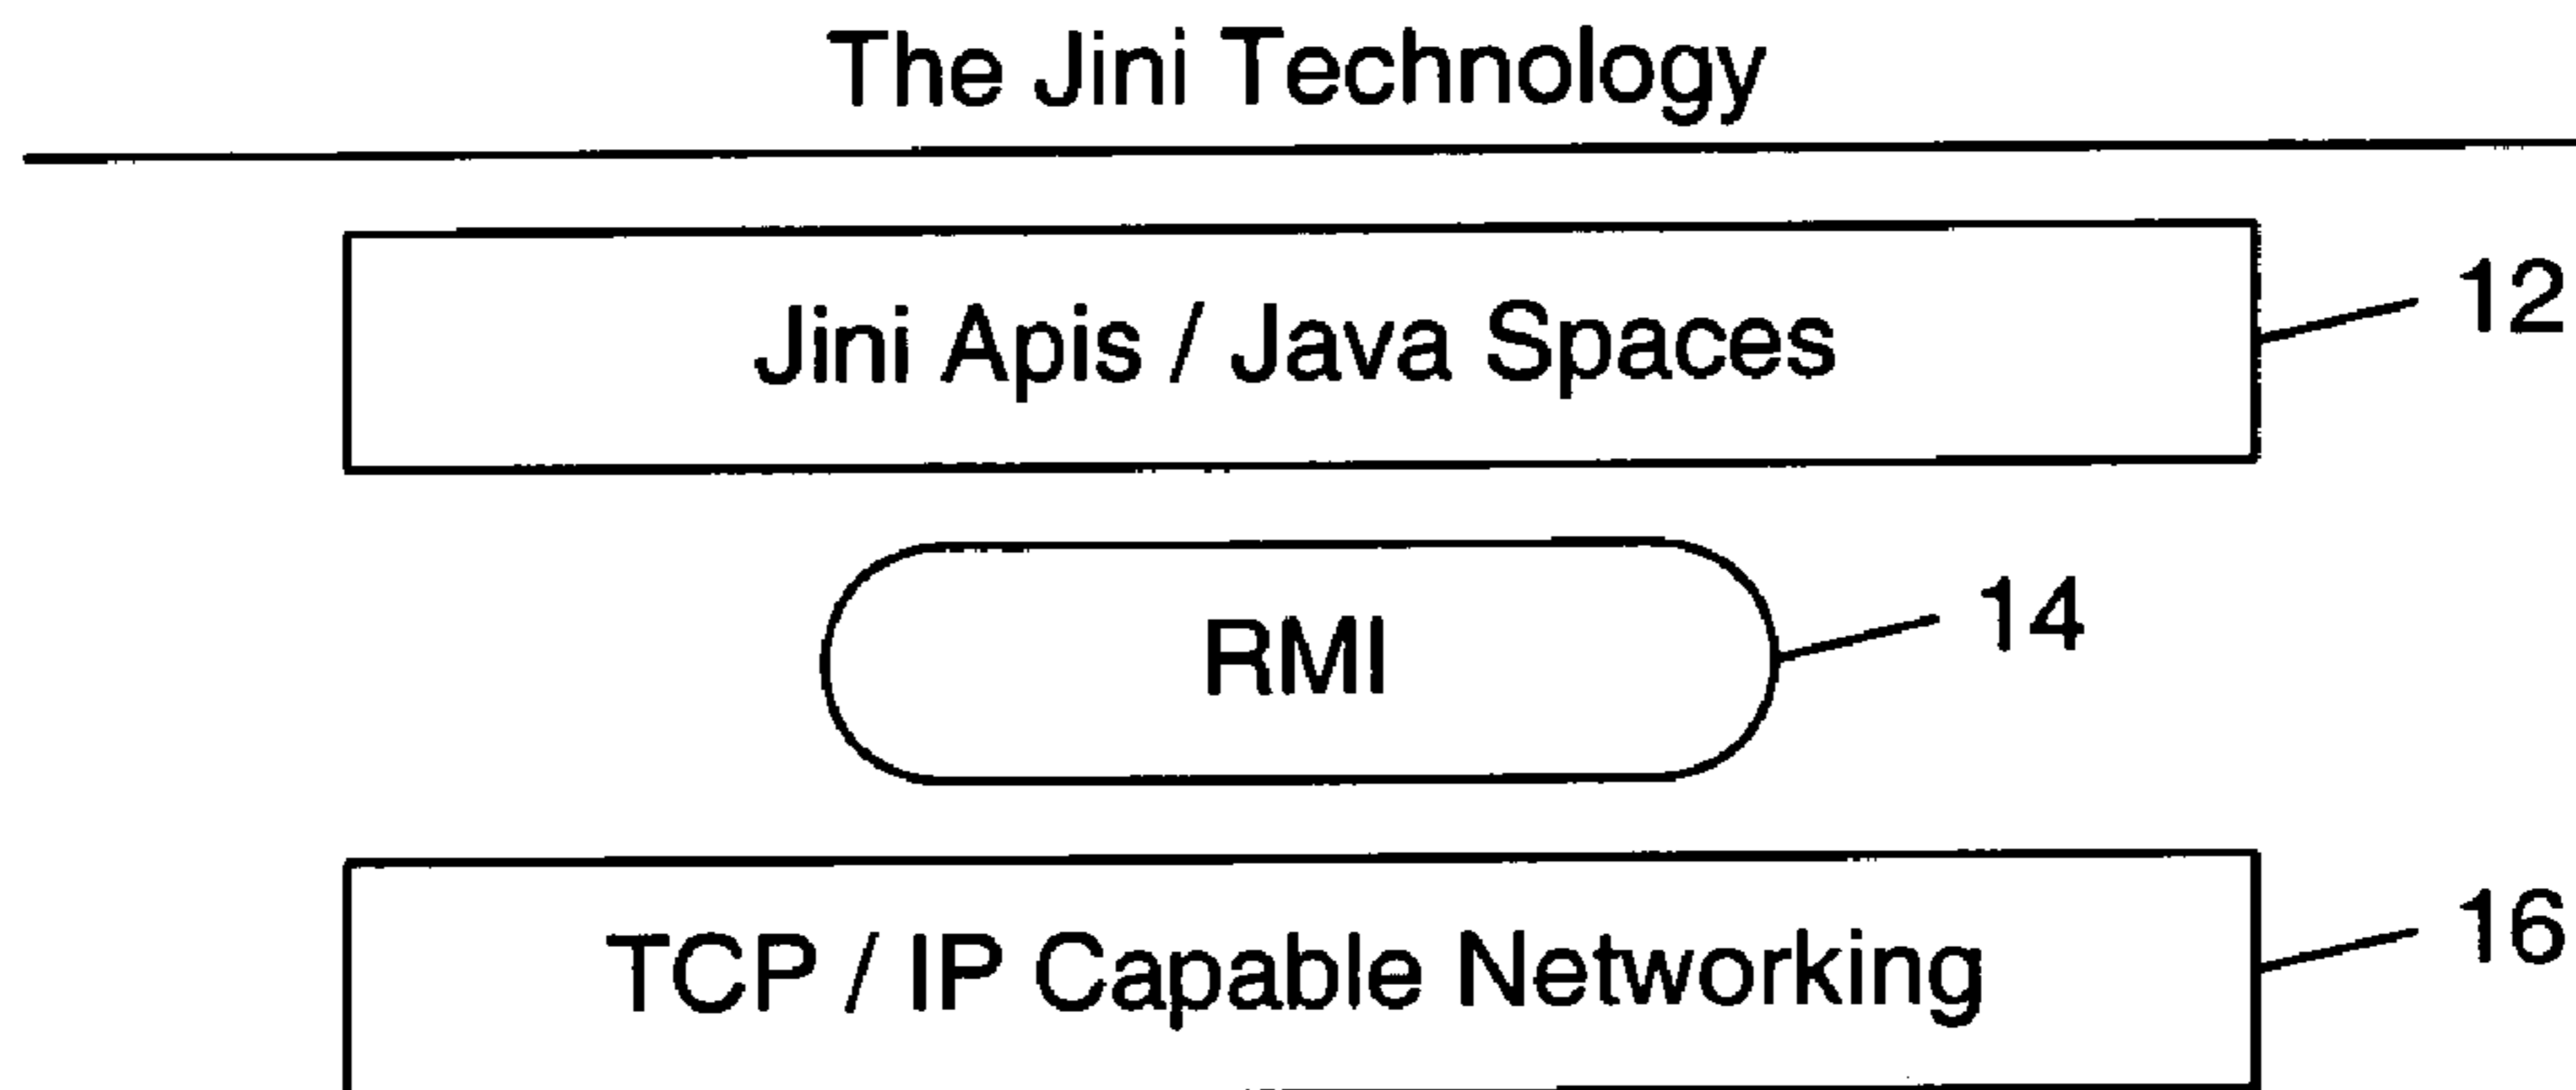 The Jini Technology
Jini Apis / Java Spaces
12
RMI
14
TCP / IP Capable Networking
16